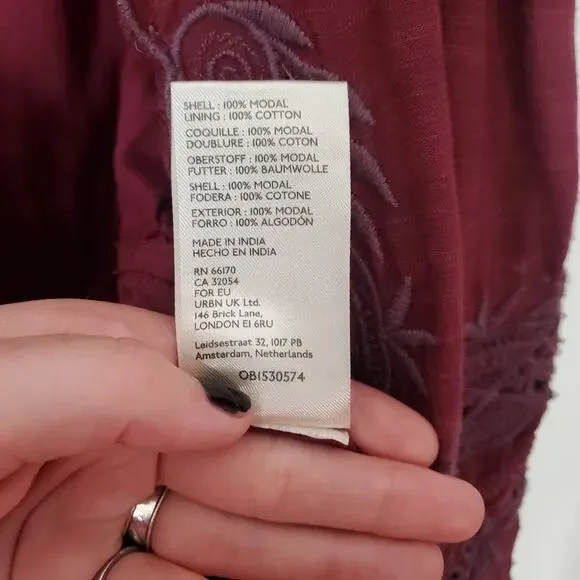 SHELL : 100% MODAL
LINING : 100% COTTON
COQUILLE : 100% MODAL
DOUBLURE : 100% COTON
OBERSTOFF : 100% MODAL
FUTTER : 100% BAUMWOLLE
SHELL : 100% MODAL
FODERA : 100% COTONE
EXTERIOR : 100% MODAL
FORRO : 100% ALGODÓN
MADE IN INDIA
HECHO EN INDIA
RN 66170
CA 32054
FOR EU
URBN UK Ltd.
146 Brick Lane,
LONDON E1 6RU
Leidsestraat 32, 1017 PB
Amsterdam, Netherlands
OB1530574